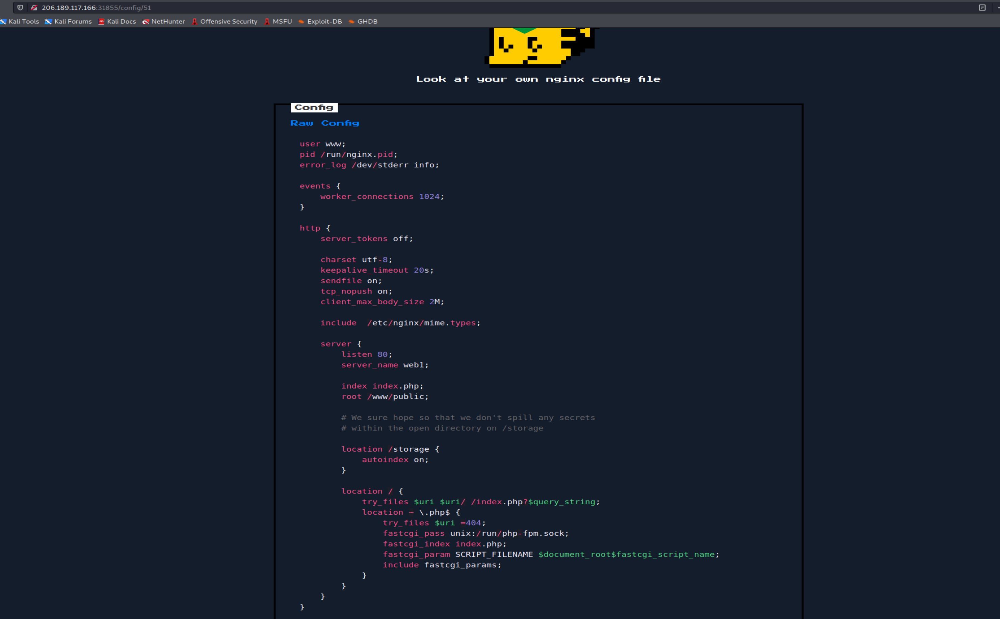 206.189.117.166:31855/config/51
Kali Tools Kali Forums Kali Docs NetHunter Offensive Security MSFU Exploit-DB GHDB
Look at your own nginx config file
Config
Raw Config
user www;
pid /run/nginx.pid;
error_log /dev/stderr info;
events {
    worker_connections 1024;
}
http {
    server_tokens off;
    charset utf-8;
    keepalive_timeout 20s;
    sendfile on;
    tcp_nopush on;
    client_max_body_size 2M;
    include  /etc/nginx/mime.types;
    server {
        listen 80;
        server_name web1;
        index index.php;
        root /www/public;
        # We sure hope so that we don't spill any secrets
        # within the open directory on /storage
        location /storage {
            autoindex on;
        }
        location / {
            try_files $uri $uri/ /index.php?$query_string;
            location ~ \.php$ {
                try_files $uri =404;
                fastcgi_pass unix:/run/php-fpm.sock;
                fastcgi_index index.php;
                fastcgi_param SCRIPT_FILENAME $document_root$fastcgi_script_name;
                include fastcgi_params;
            }
        }
    }
}